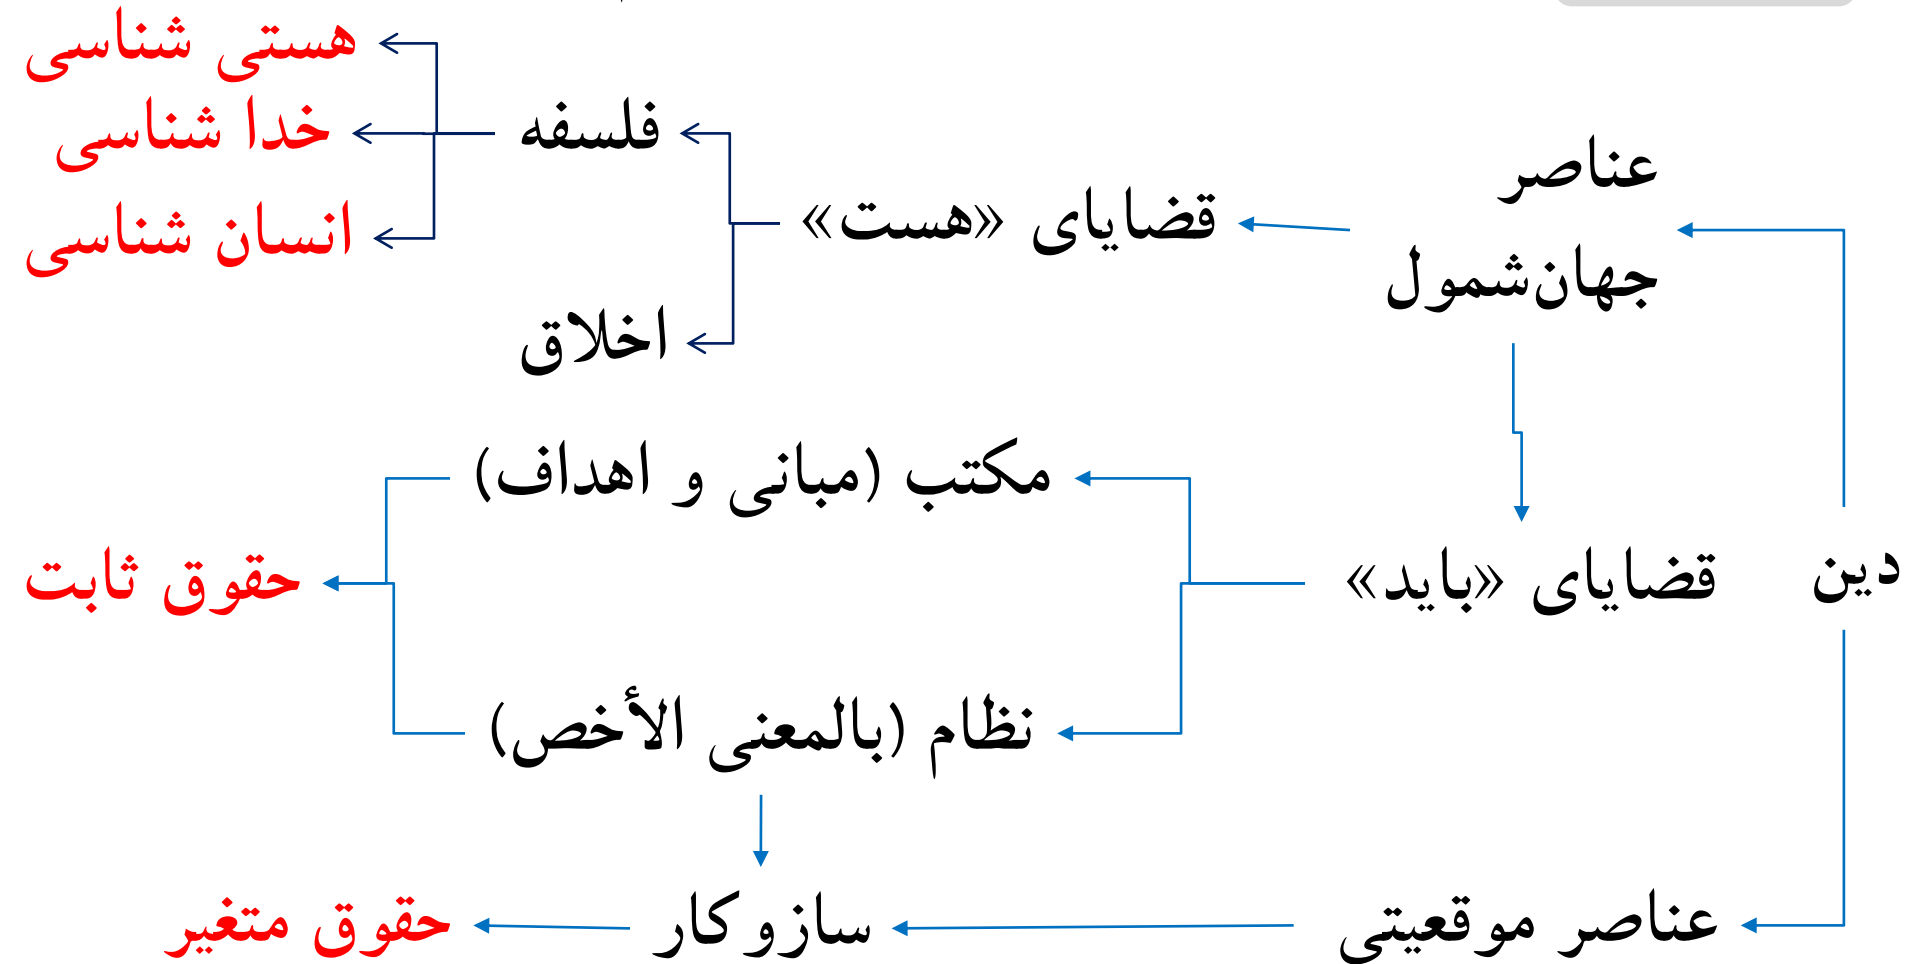 دین
عناصر
جهان‌شمول
قضایای «هست»
فلسفه
هستی شناسی
خدا شناسی
انسان شناسی
اخلاق
قضایای «باید»
مکتب (مبانی و اهداف)
نظام (بالمعنی الأخص)
حقوق ثابت
عناصر موقعیتی
سازوکار
حقوق متغیر